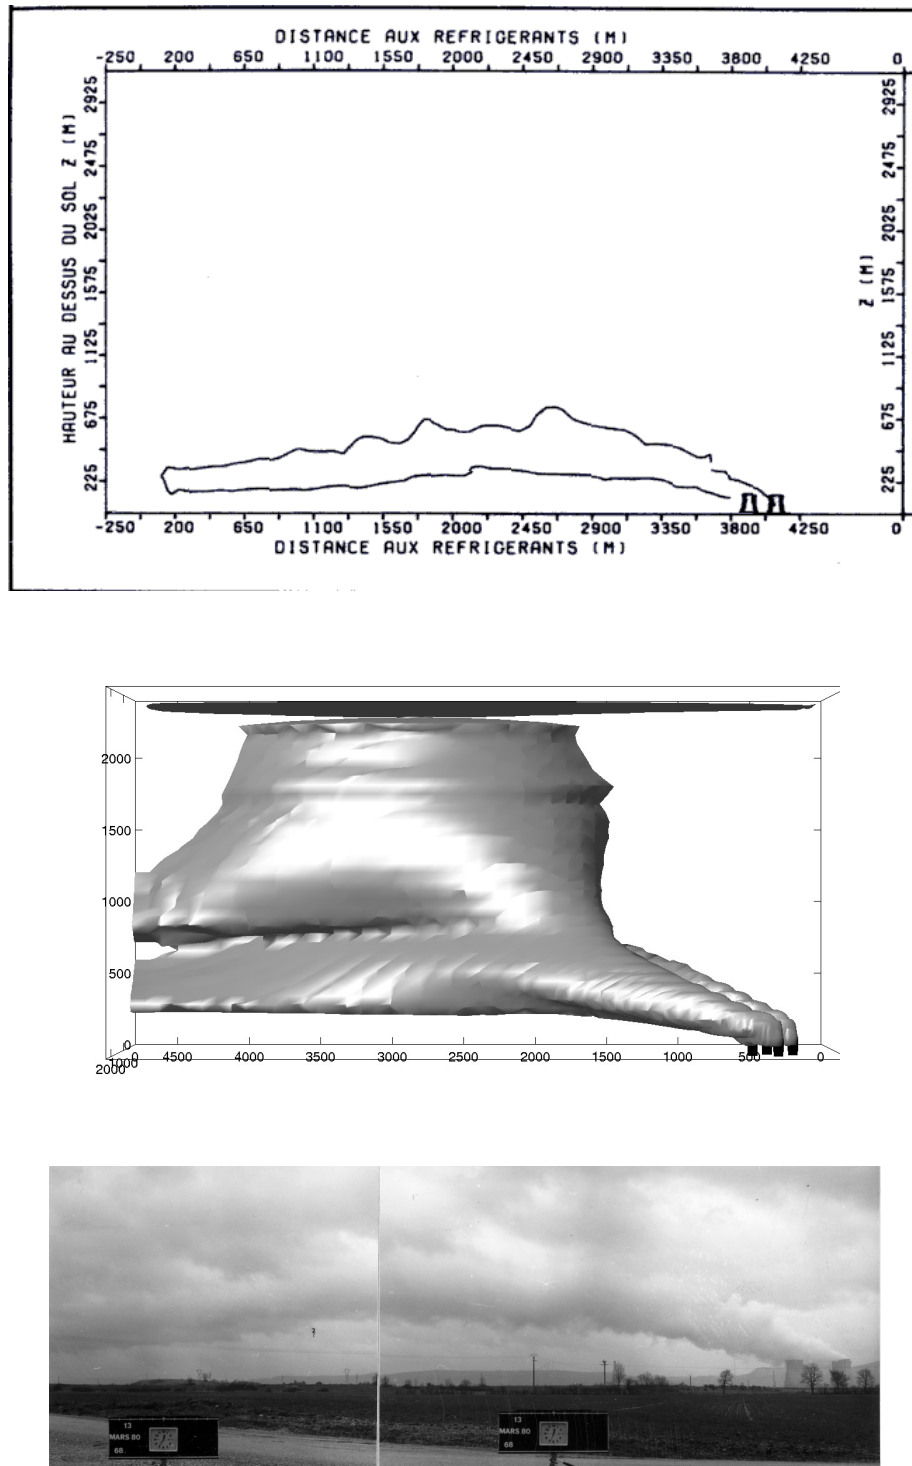 DISTANCE AUX REFRIGERANTS (M)
-250 200 650 1100 1550 2000 2450 2900 3350 3800 4250 0
HAUTEUR AU DESSUS DU SOL Z (M)
2925
2475
2025
1575
1125
675
225
Z (M)
2925
2475
2025
1575
1125
675
225
-250 200 650 1100 1550 2000 2450 2900 3350 3800 4250 0
DISTANCE AUX REFRIGERANTS (M)
2000
1500
1000
500
0
4500 4000 3500 3000 2500 2000 1500 1000 500 0
1000
2000
13
MARS 80
68
13
MARS 80
68